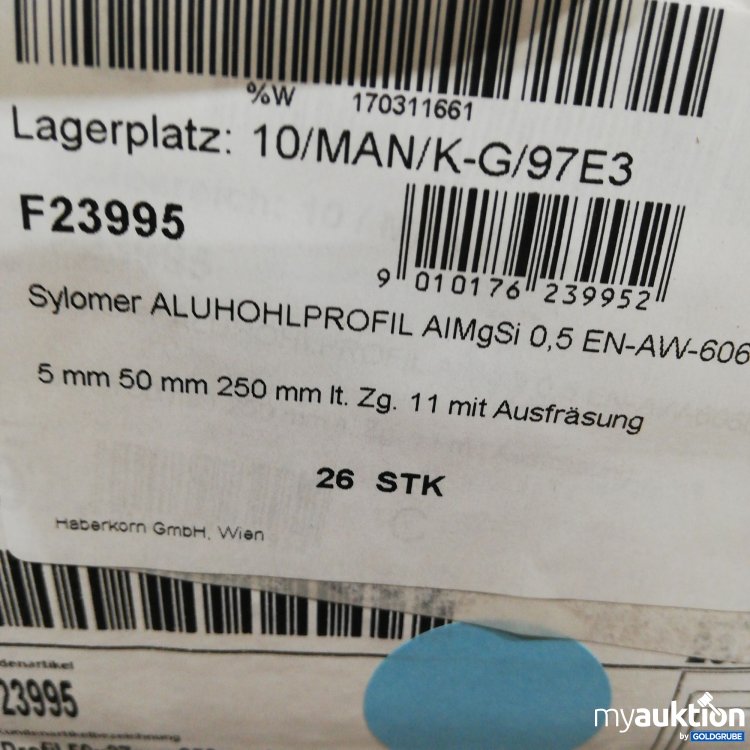 %W 170311661
Lagerplatz: 10/MAN/K-G/97E3
F23995
9 010176 239952
Sylomer ALUHOHLPROFIL AlMgSi 0,5 EN-AW-606
5 mm 50 mm 250 mm lt. Zg. 11 mit Ausfräsung
26 STK
Haberkorn GmbH, Wien
denartikel
23995
myauktion
by GOLDGRUBE